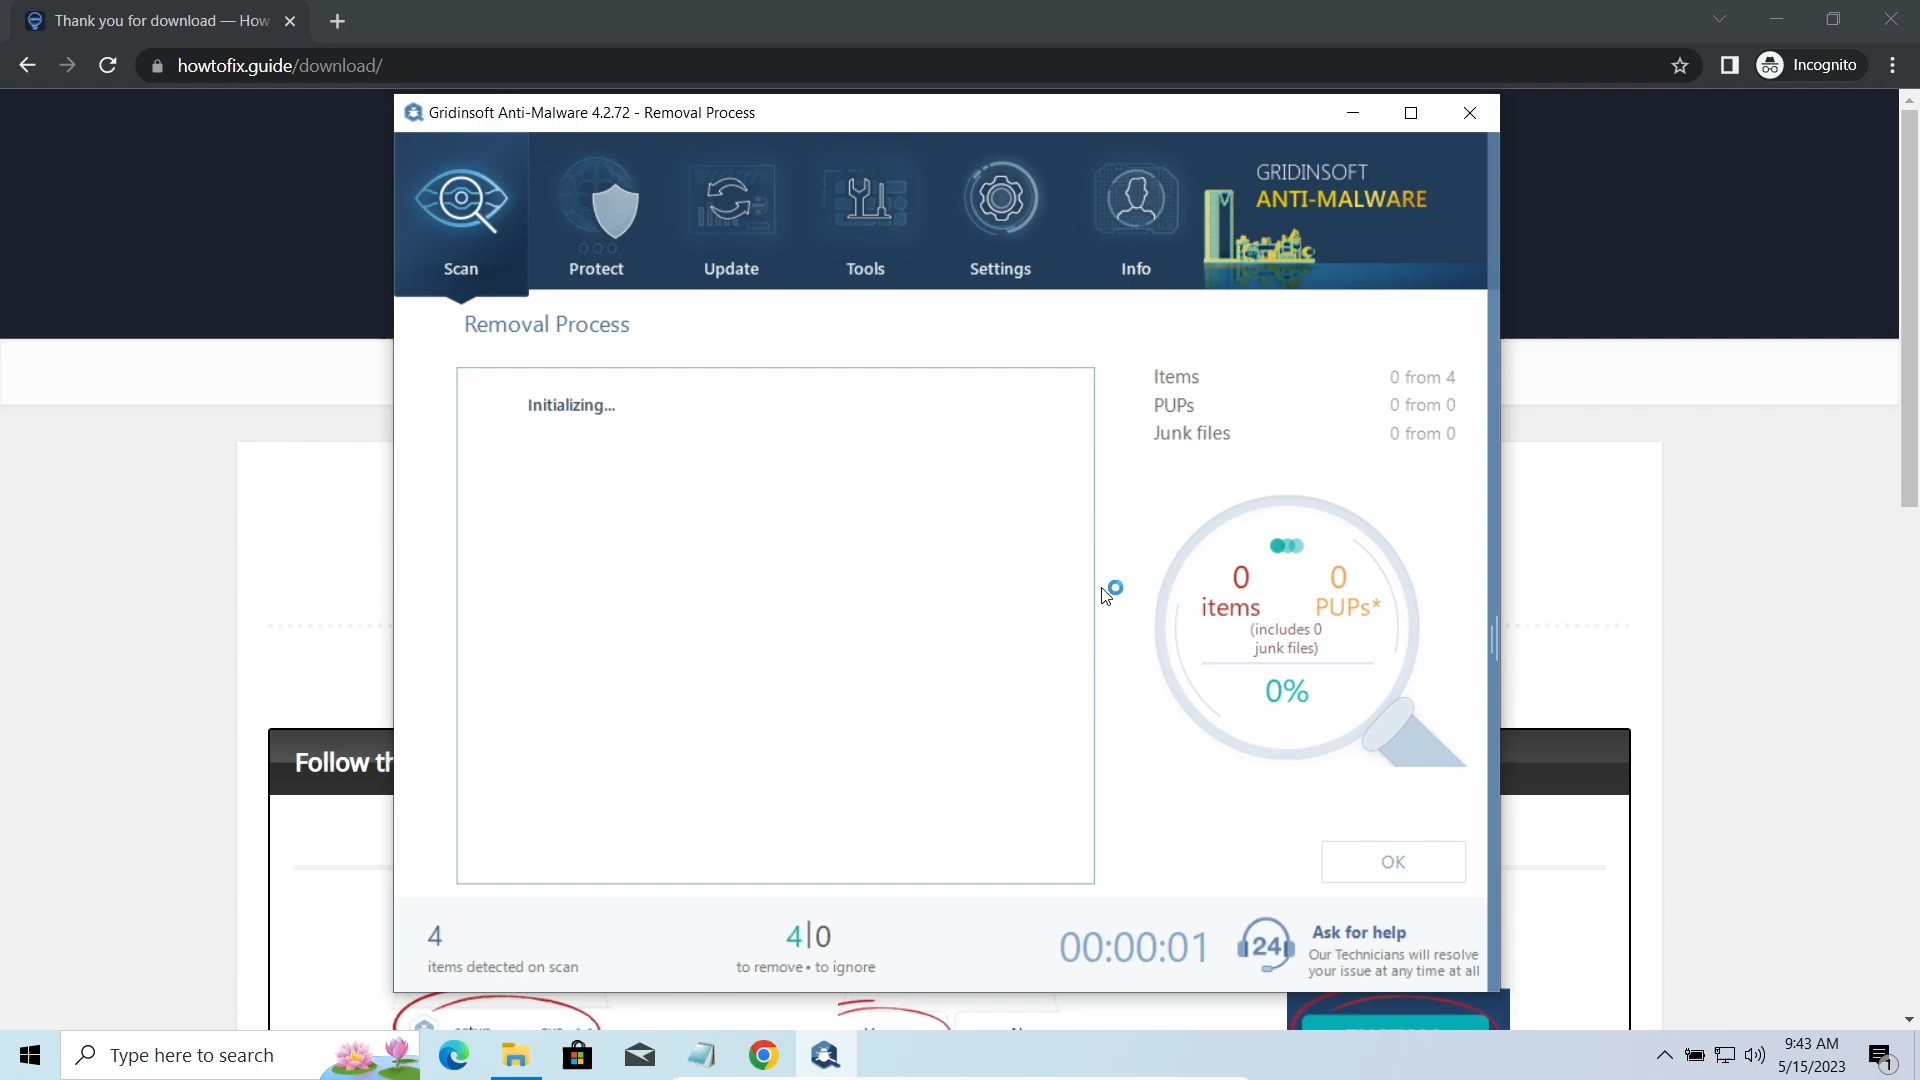 Thank you for download — How
howtofix.guide/download/
Incognito
Gridinsoft Anti-Malware 4.2.72 - Removal Process
GRIDINSOFT
ANTI-MALWARE
Scan
Protect
Update
Tools
Settings
Info
Removal Process
Initializing...
Items 0 from 4
PUPs 0 from 0
Junk files 0 from 0
0 0
items PUPs*
(includes 0
junk files)
0%
Follow th
OK
4
items detected on scan
4|0
to remove • to ignore
00:00:01
24
Ask for help
Our Technicians will resolve
your issue at any time at all
Type here to search
9:43 AM
5/15/2023
1